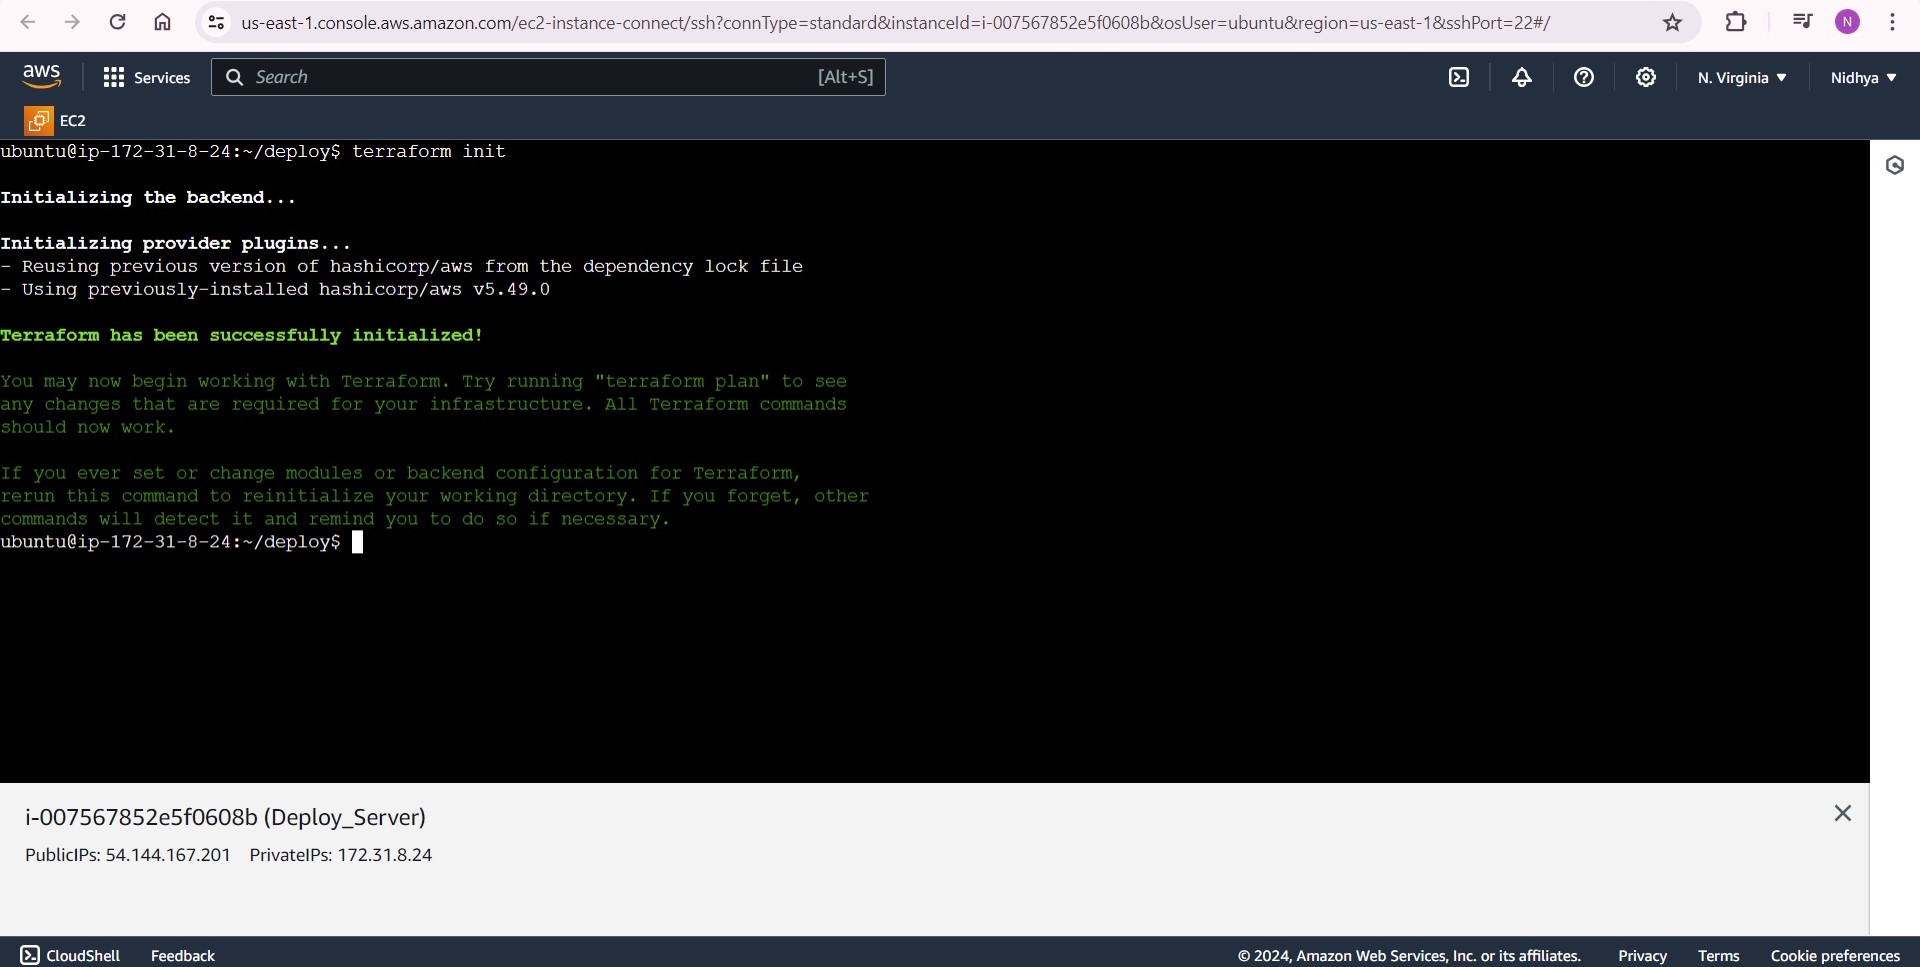 us-east-1.console.aws.amazon.com/ec2-instance-connect/ssh?connType=standard&instanceId=i-007567852e5f0608b&osUser=ubuntu&region=us-east-1&sshPort=22#/
N
aws
Services
Search
[Alt+S]
N. Virginia
Nidhya
EC2
ubuntu@ip-172-31-8-24:~/deploy$ terraform init
Initializing the backend...
Initializing provider plugins...
- Reusing previous version of hashicorp/aws from the dependency lock file
- Using previously-installed hashicorp/aws v5.49.0
Terraform has been successfully initialized!
You may now begin working with Terraform. Try running "terraform plan" to see
any changes that are required for your infrastructure. All Terraform commands
should now work.
If you ever set or change modules or backend configuration for Terraform,
rerun this command to reinitialize your working directory. If you forget, other
commands will detect it and remind you to do so if necessary.
ubuntu@ip-172-31-8-24:~/deploy$
i-007567852e5f0608b (Deploy_Server)
PublicIPs: 54.144.167.201 PrivateIPs: 172.31.8.24
CloudShell Feedback © 2024, Amazon Web Services, Inc. or its affiliates. Privacy Terms Cookie preferences